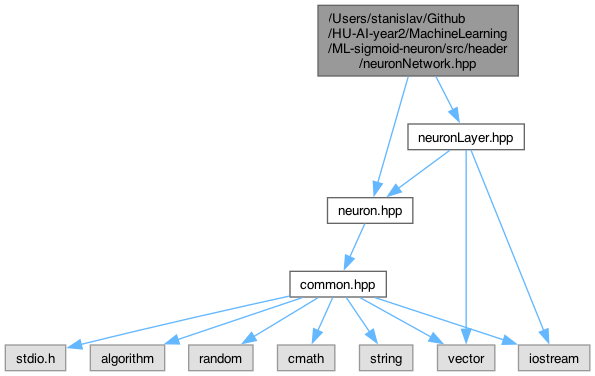 /Users/stanislav/Github
/HU-AI-year2/MachineLearning
/ML-sigmoid-neuron/src/header
/neuronNetwork.hpp
neuronLayer.hpp
neuron.hpp
common.hpp
stdio.h
algorithm
random
cmath
string
vector
iostream